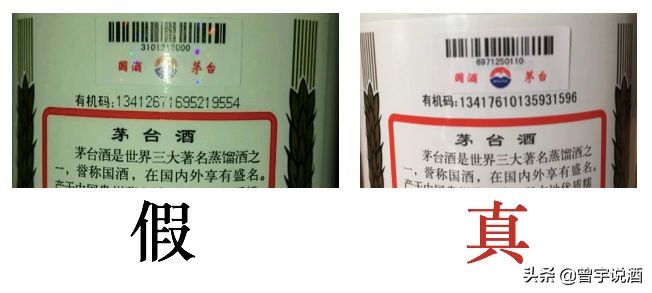 3101212000
国酒 茅台
有机码:13412671695219554
茅台酒
茅台酒是世界三大著名蒸馏酒之
一,誉称国酒,在国内外享有盛名。
假
6971250110
国酒 茅台
有机码:13417610135931596
茅台酒
茅台酒是世界三大著名蒸馏酒之
一,誉称国酒,在国内外享有盛名。
真
头条 @曾宇说酒